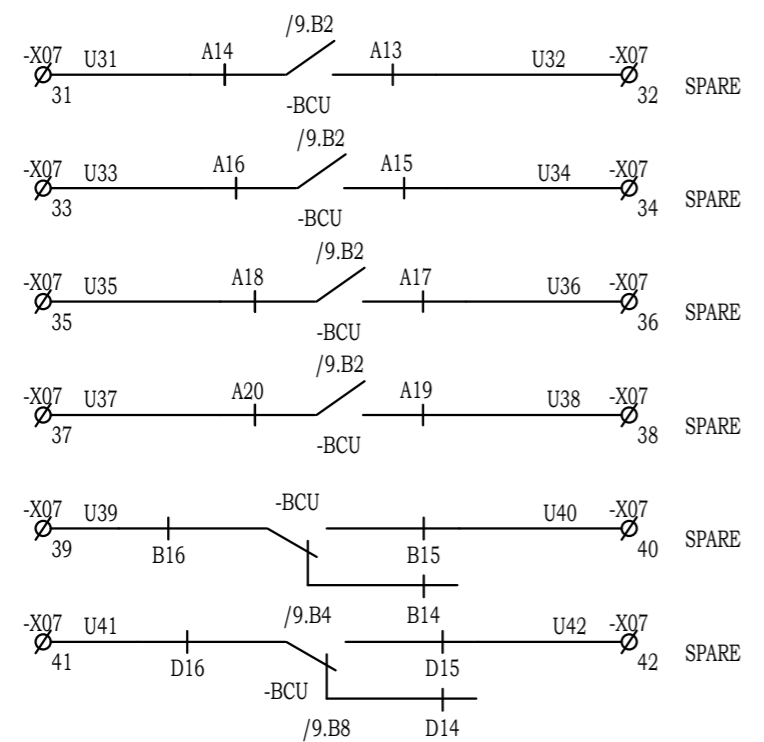 /9.B2
-X07 U31 A14 A13 U32 -X07
31 -BCU 32 SPARE
/9.B2
-X07 U33 A16 A15 U34 -X07
33 -BCU 34 SPARE
/9.B2
-X07 U35 A18 A17 U36 -X07
35 -BCU 36 SPARE
/9.B2
-X07 U37 A20 A19 U38 -X07
37 -BCU 38 SPARE
-X07 U39 -BCU U40 -X07
39 B16 B15 40 SPARE
/9.B4 B14
-X07 U41 U42 -X07
41 D16 D15 42 SPARE
-BCU
/9.B8 D14